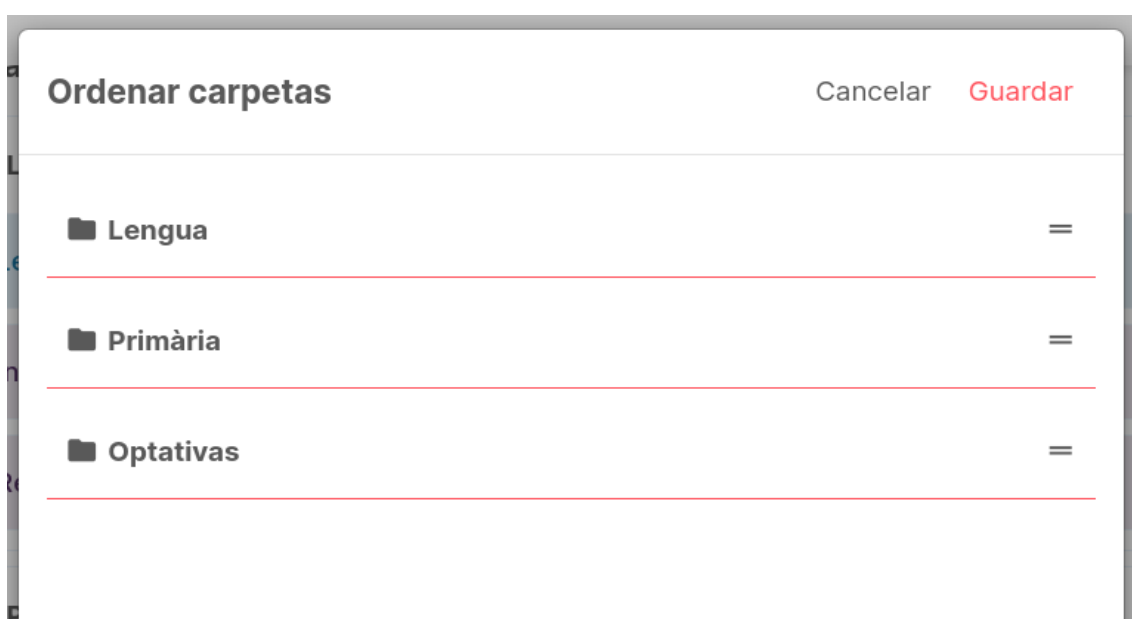 Ordenar carpetas
Cancelar Guardar
Lengua
Primària
Optativas